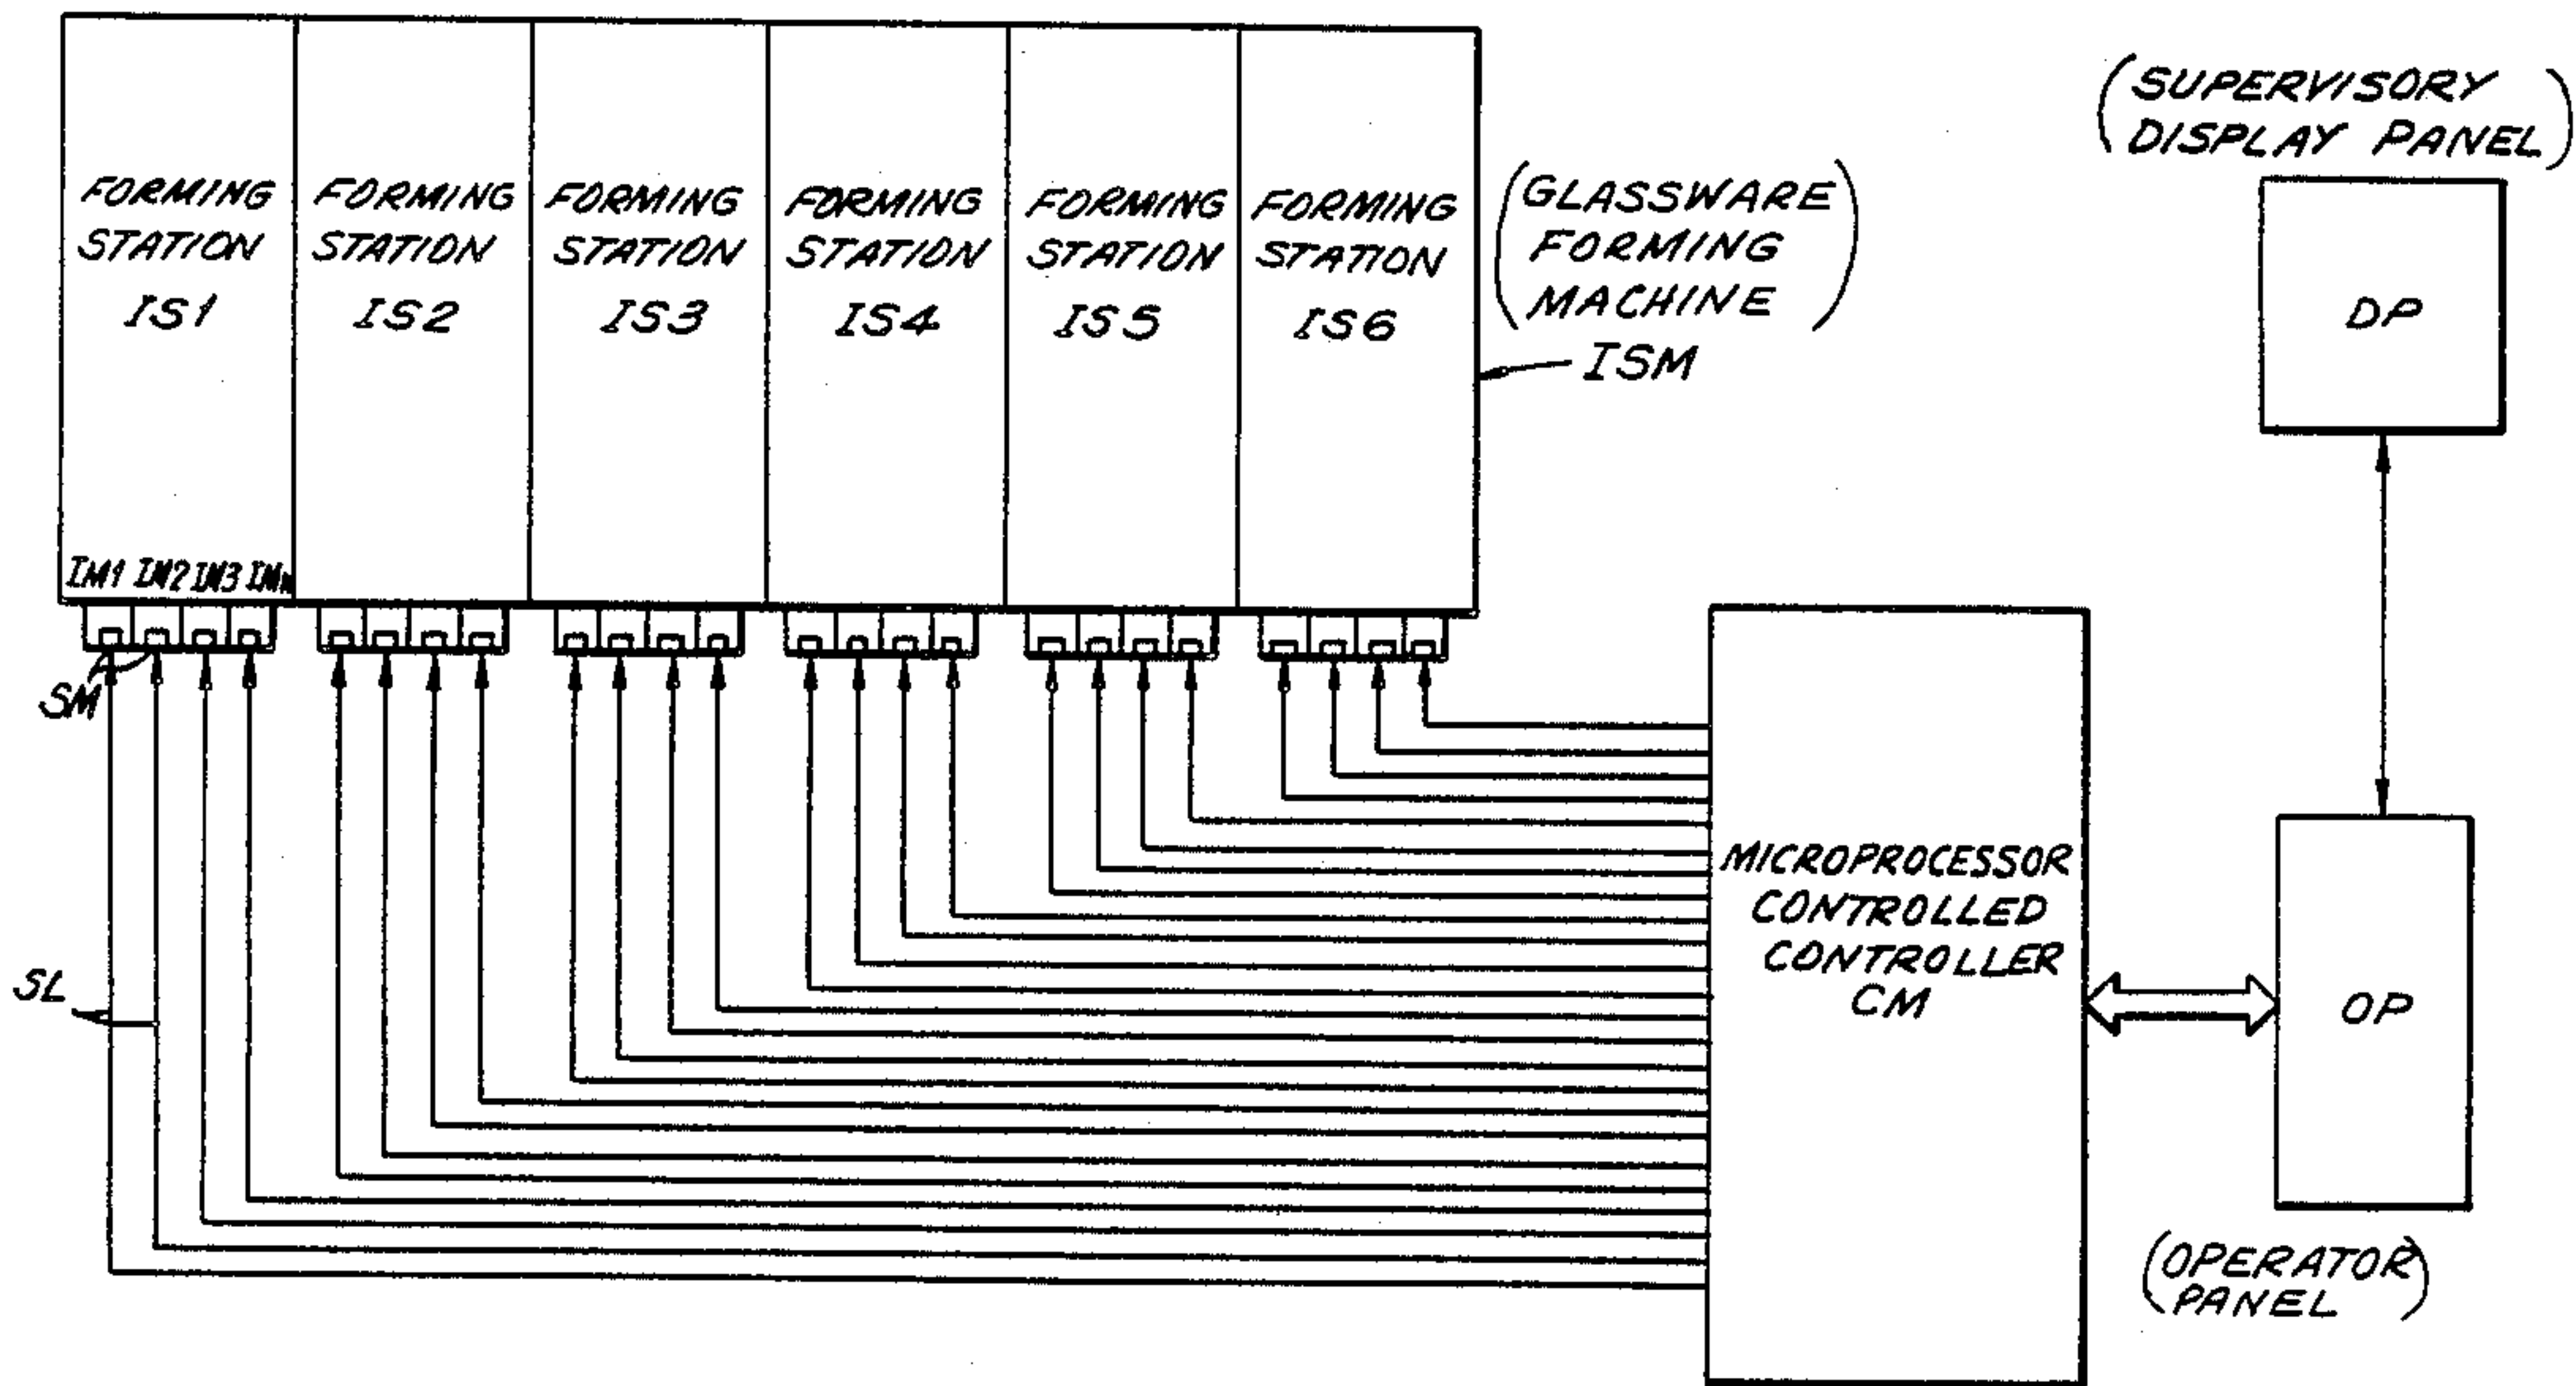 FORMING
STATION
IS1
FORMING
STATION
IS2
FORMING
STATION
IS3
FORMING
STATION
IS4
FORMING
STATION
IS5
FORMING
STATION
IS6
(GLASSWARE
FORMING
MACHINE)
ISM
(SUPERVISORY
DISPLAY PANEL)
DP
IM1 IM2 IM3 IMn
SM
SL
MICROPROCESSOR
CONTROLLED
CONTROLLER
CM
OP
(OPERATOR
PANEL)